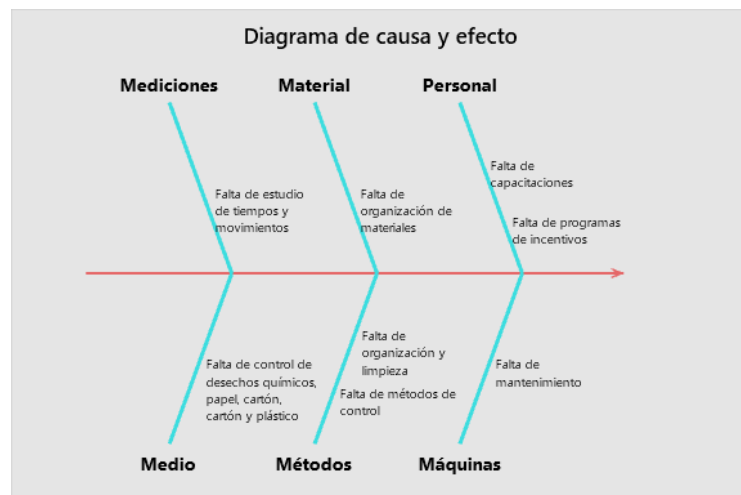 Diagrama de causa y efecto
Mediciones
Material
Personal
Falta de estudio
de tiempos y
movimientos
Falta de
organización de
materiales
Falta de
capacitaciones
Falta de programas
de incentivos
Falta de control de
desechos químicos,
papel, cartón,
cartón y plástico
Falta de
organización y
limpieza
Falta de métodos de
control
Falta de
mantenimiento
Medio
Métodos
Máquinas